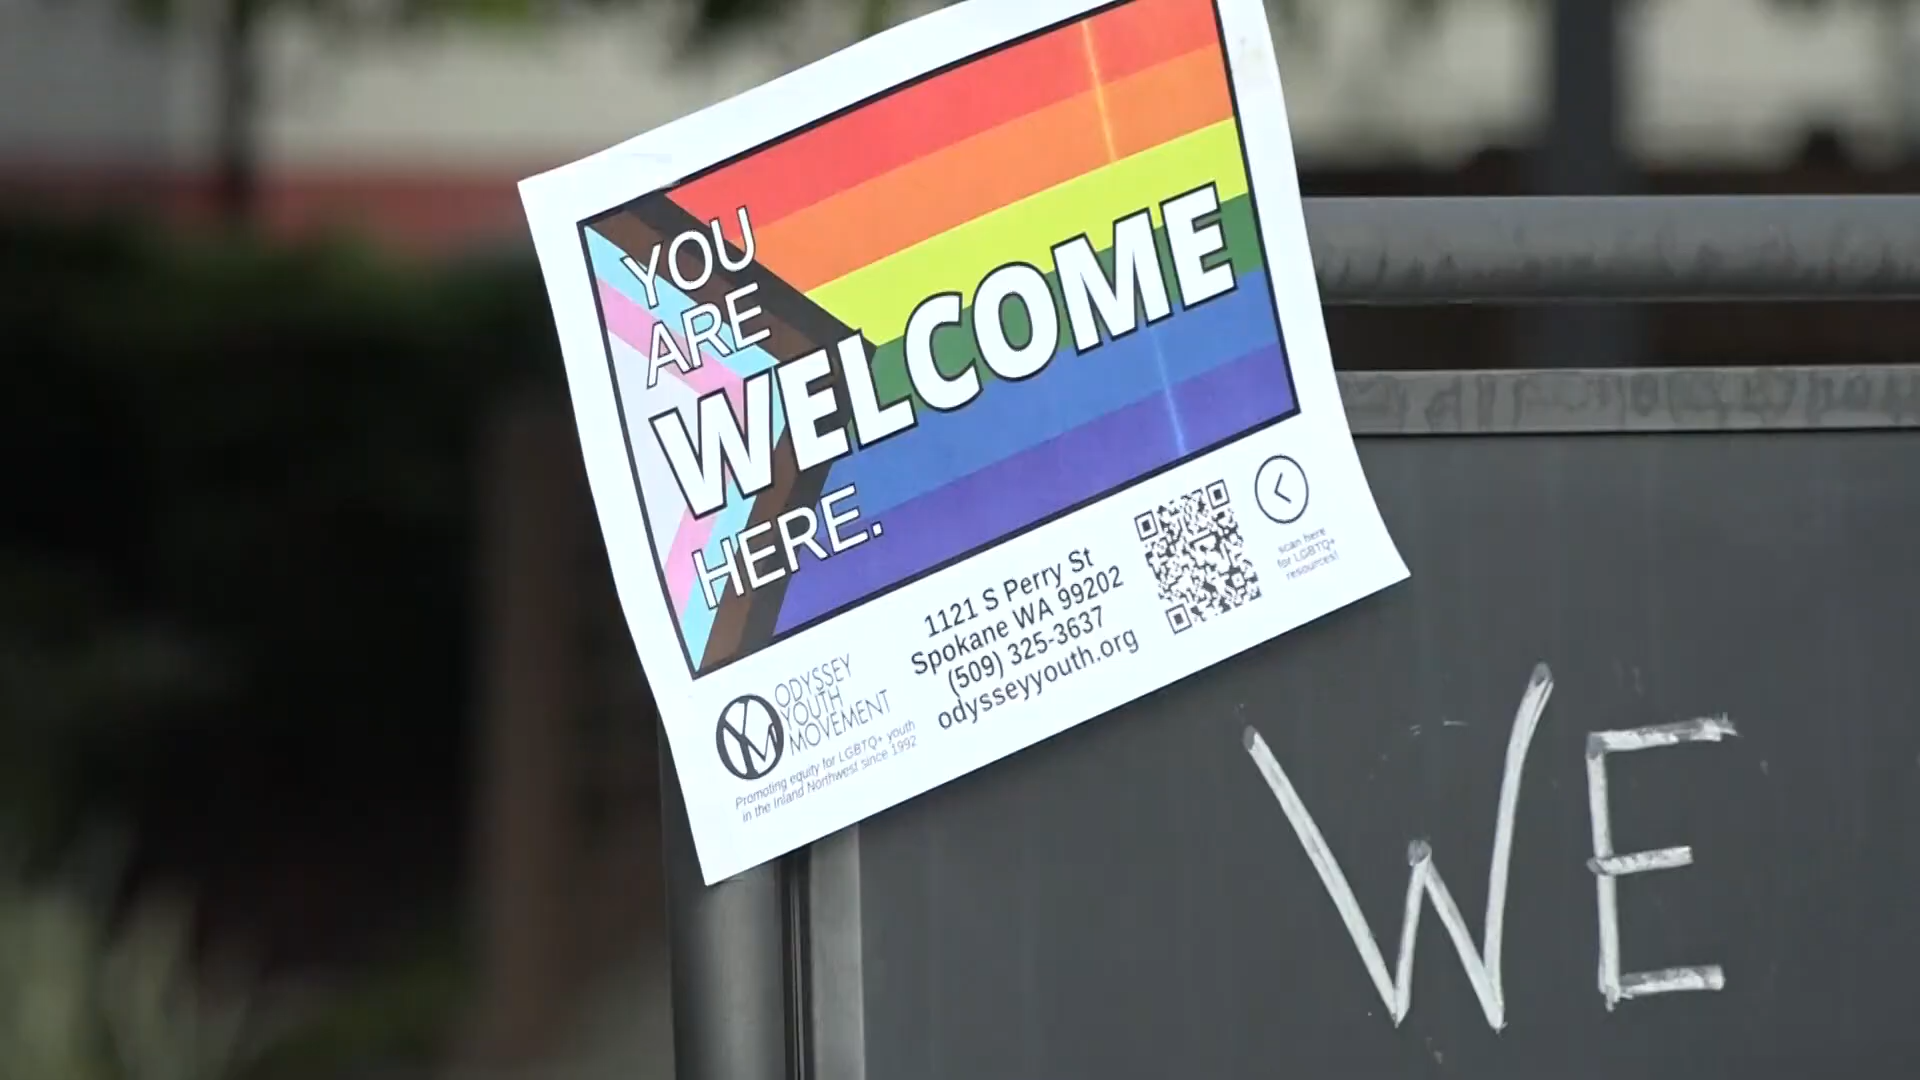 YOU
ARE
WELCOME
HERE.
ODYSSEY
YOUTH
MOVEMENT
Promoting equity for LGBTQ+ youth
in the Inland Northwest since 1992
1121 S Perry St
Spokane WA 99202
(509) 325-3637
odysseyyouth.org
scan here
for LGBTQ+
resources!
WE